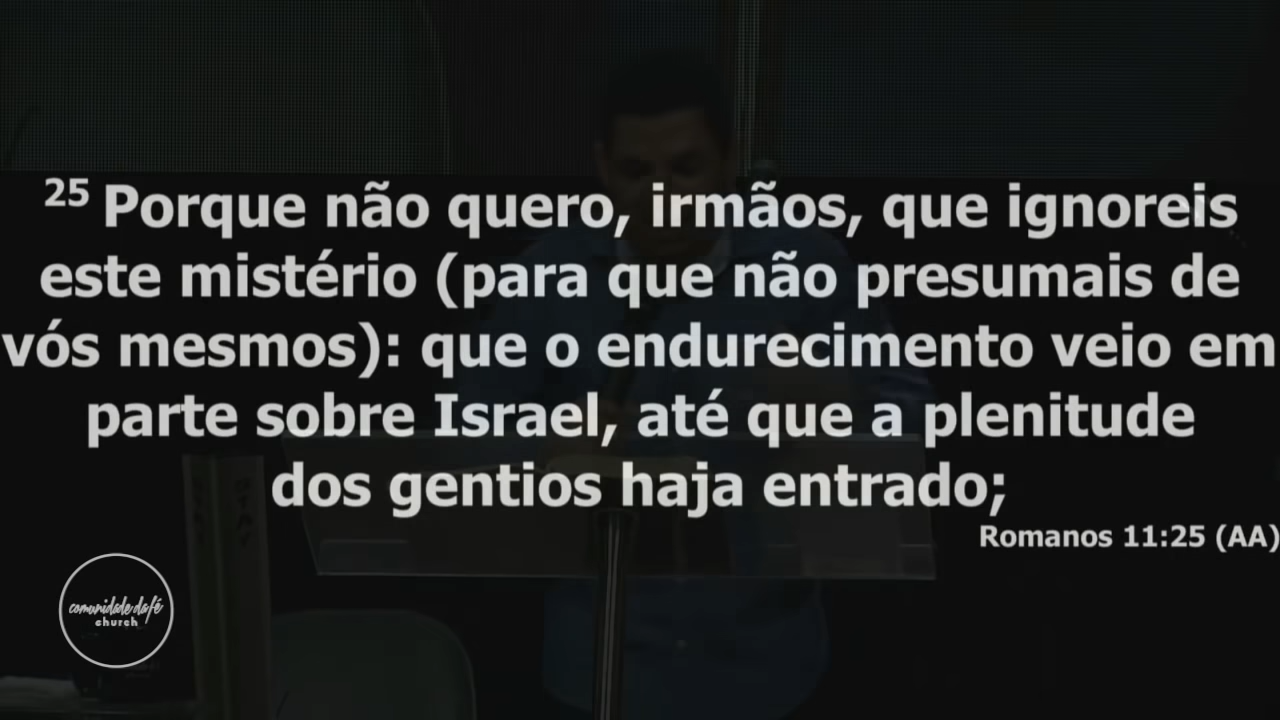 25 Porque não quero, irmãos, que ignoreis
este mistério (para que não presumais de
vós mesmos): que o endurecimento veio em
parte sobre Israel, até que a plenitude
dos gentios haja entrado;
Romanos 11:25 (AA)
comunidade da fé
church